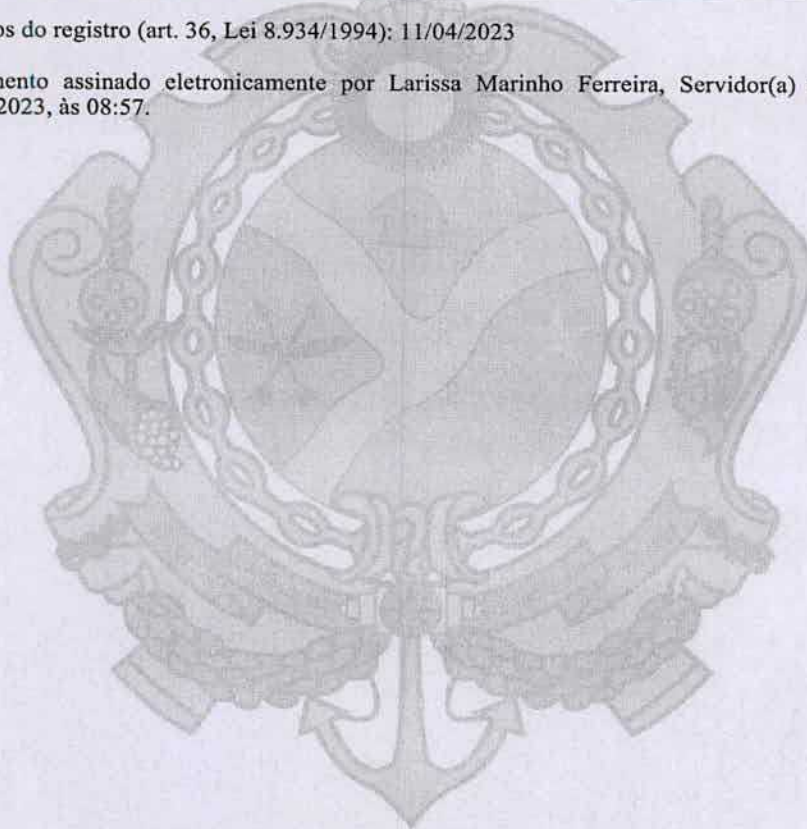 os do registro (art. 36, Lei 8.934/1994): 11/04/2023
nento assinado eletronicamente por Larissa Marinho Ferreira, Servidor(a)
2023, às 08:57.